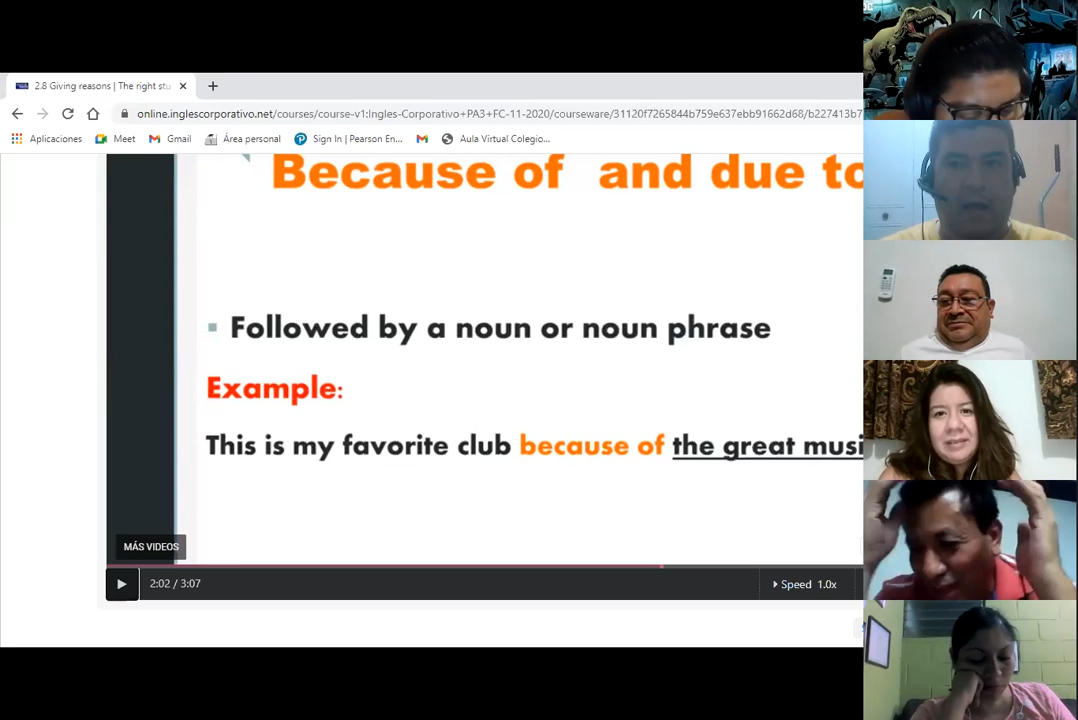 2.8 Giving reasons | The right stu
online.inglescorporativo.net/courses/course-v1:Ingles-Corporativo+PA3+FC-11-2020/courseware/31120f7265844b759e637ebb91662d68/b227413b7
Aplicaciones Meet Gmail Área personal Sign In | Pearson En... Aula Virtual Colegio...
Because of and due to
Followed by a noun or noun phrase
Example:
This is my favorite club because of the great musi
MÁS VIDEOS
2:02 / 3:07 Speed 1.0x